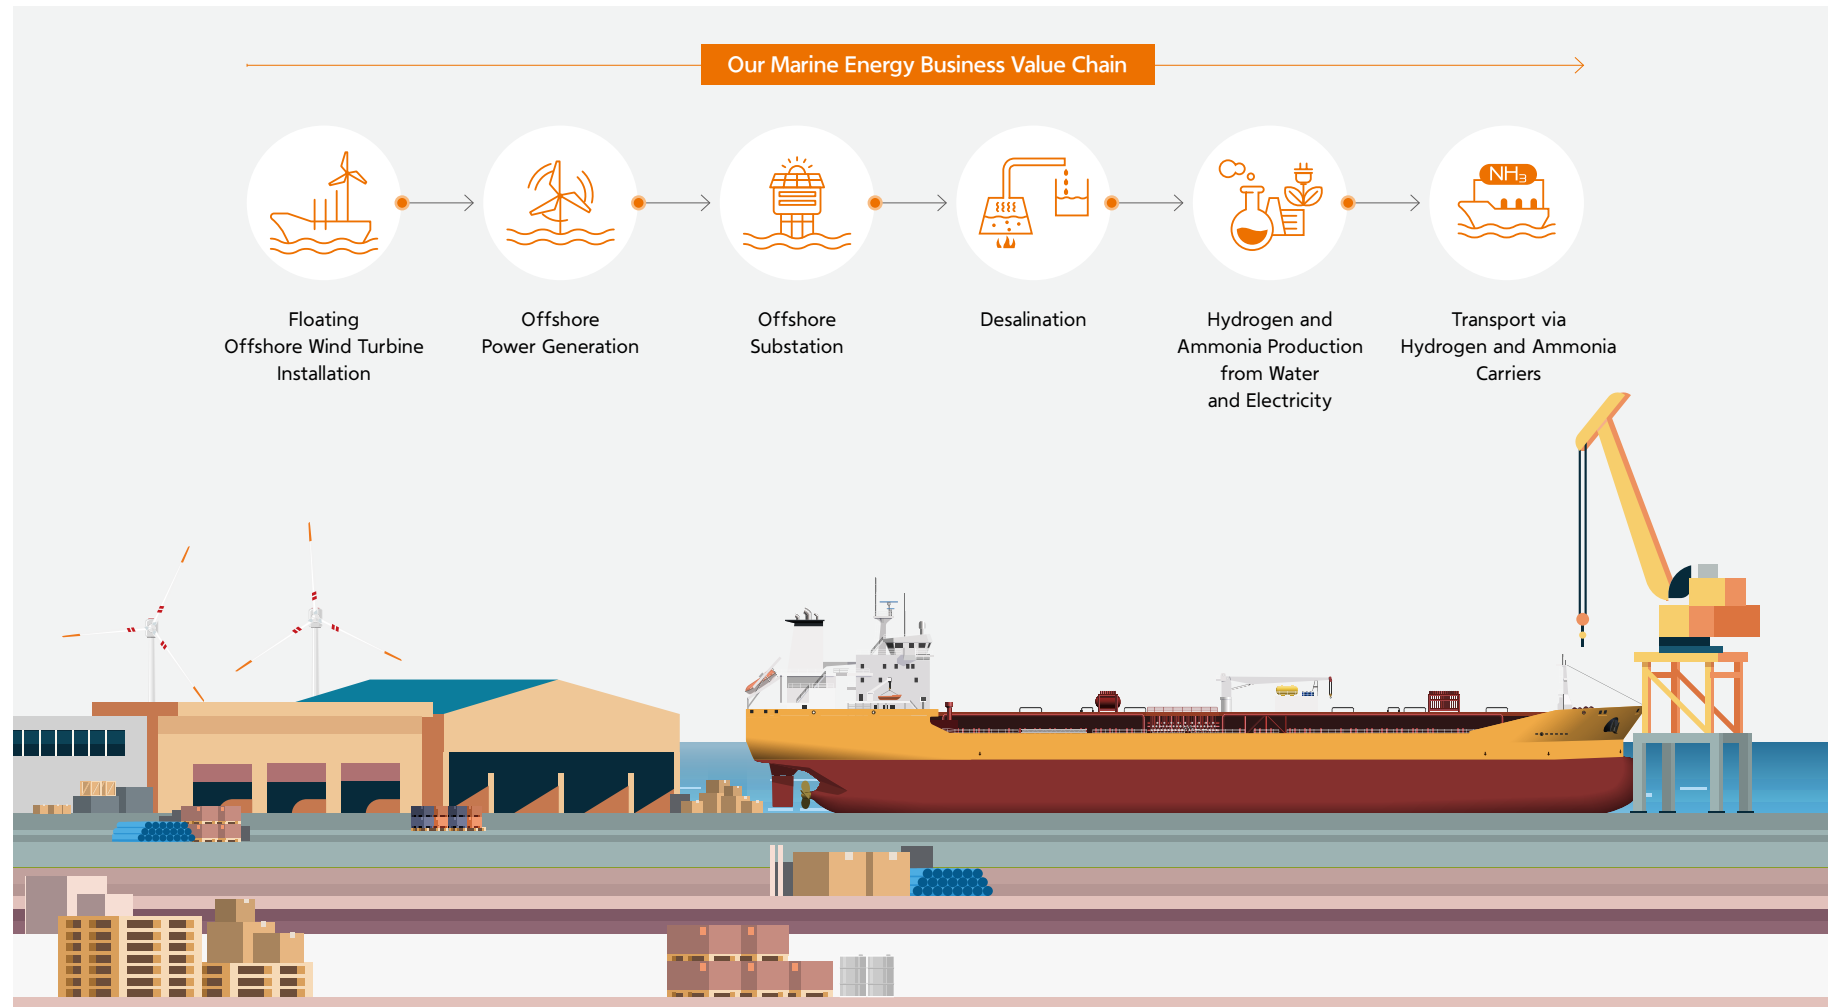 Our Marine Energy Business Value Chain
NH₃
Floating
Offshore Wind Turbine
Installation
Offshore
Power Generation
Offshore
Substation
Desalination
Hydrogen and
Ammonia Production
from Water
and Electricity
Transport via
Hydrogen and Ammonia
Carriers